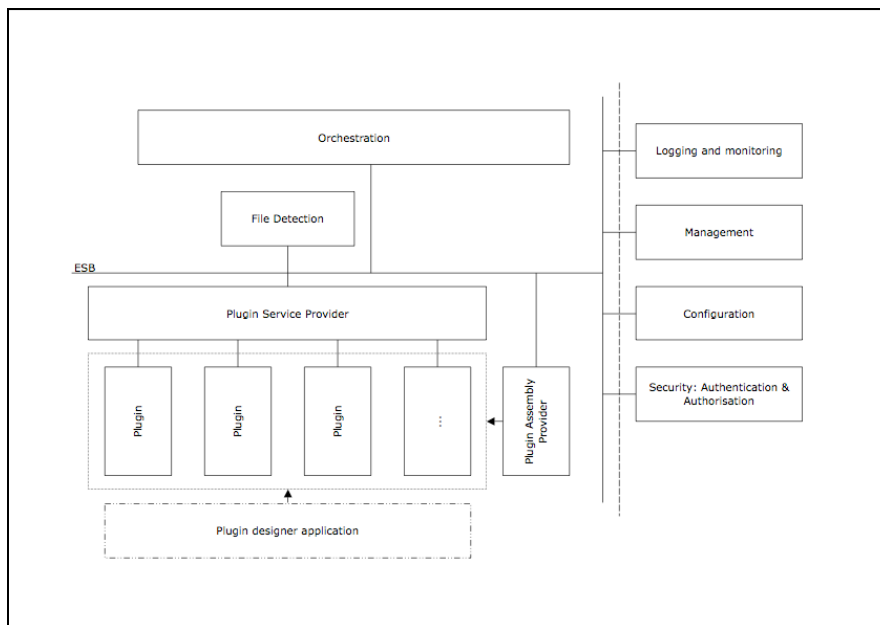 Orchestration
Logging and monitoring
File Detection
Management
ESB
Plugin Service Provider
Configuration
Plugin
Plugin
Plugin
...
Plugin Assembly
Provider
Security: Authentication &
Authorisation
Plugin designer application